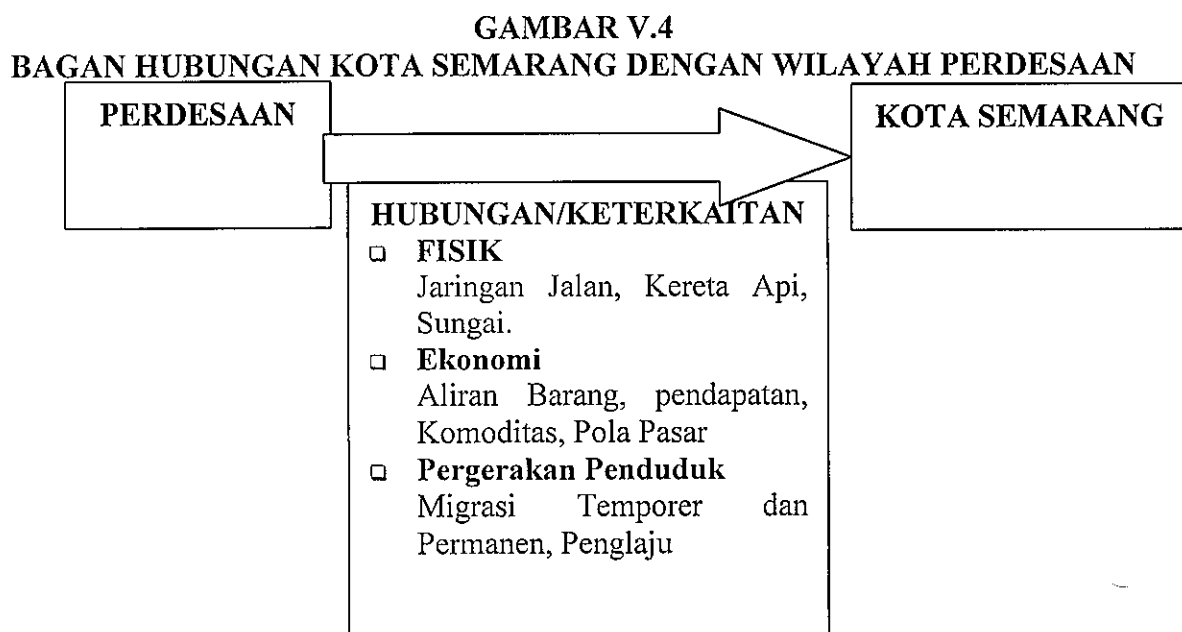 GAMBAR V.4
BAGAN HUBUNGAN KOTA SEMARANG DENGAN WILAYAH PERDESAAN
PERDESAAN
KOTA SEMARANG
HUBUNGAN/KETERKAITAN
❑ FISIK
Jaringan Jalan, Kereta Api,
Sungai.
❑ Ekonomi
Aliran Barang, pendapatan,
Komoditas, Pola Pasar
❑ Pergerakan Penduduk
Migrasi Temporer dan
Permanen, Penglaju